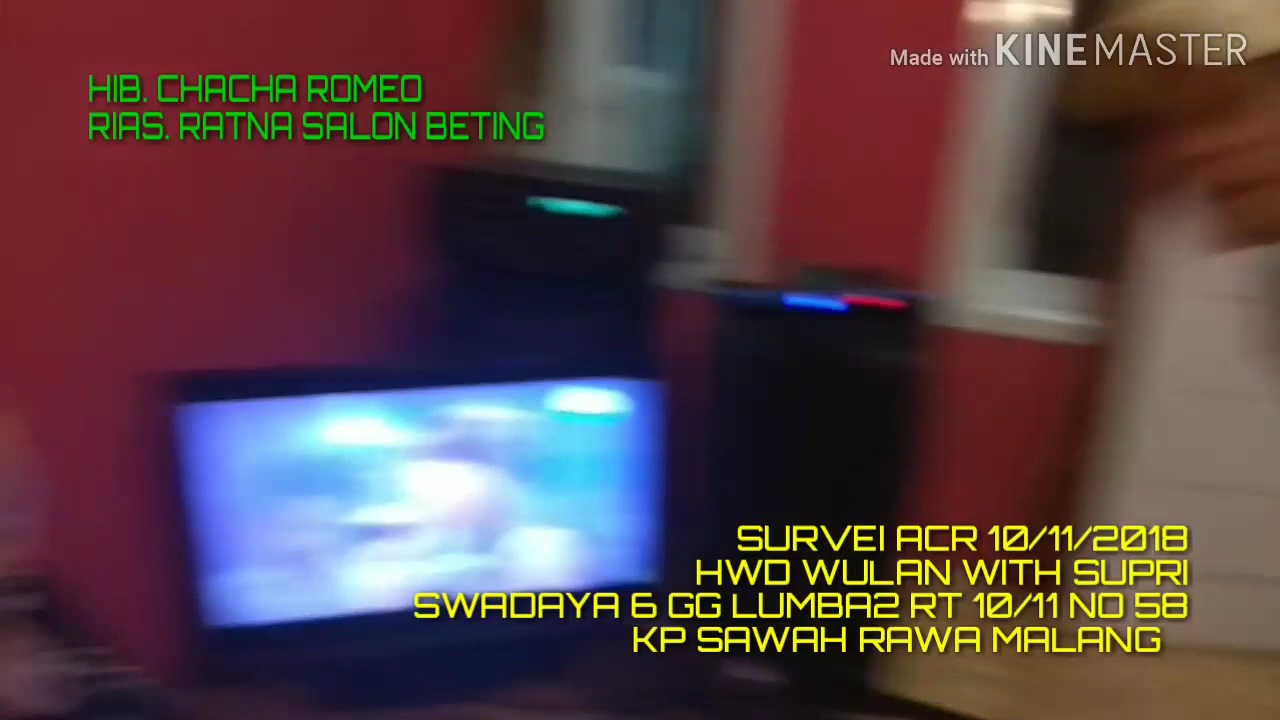 Made with KINEMASTER
HIB. CHACHA ROMEO
RIAS. RATNA SALON BETING
SURVEI ACR 10/11/2018
HWD WULAN WITH SUPRI
SWADAYA 6 GG LUMBA2 RT 10/11 NO 58
KP SAWAH RAWA MALANG